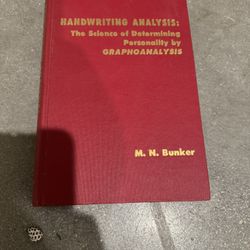 HANDWRITING ANALYSIS:
The Science of Determining
Personality by
GRAPHOANALYSIS
M. N. Bunker